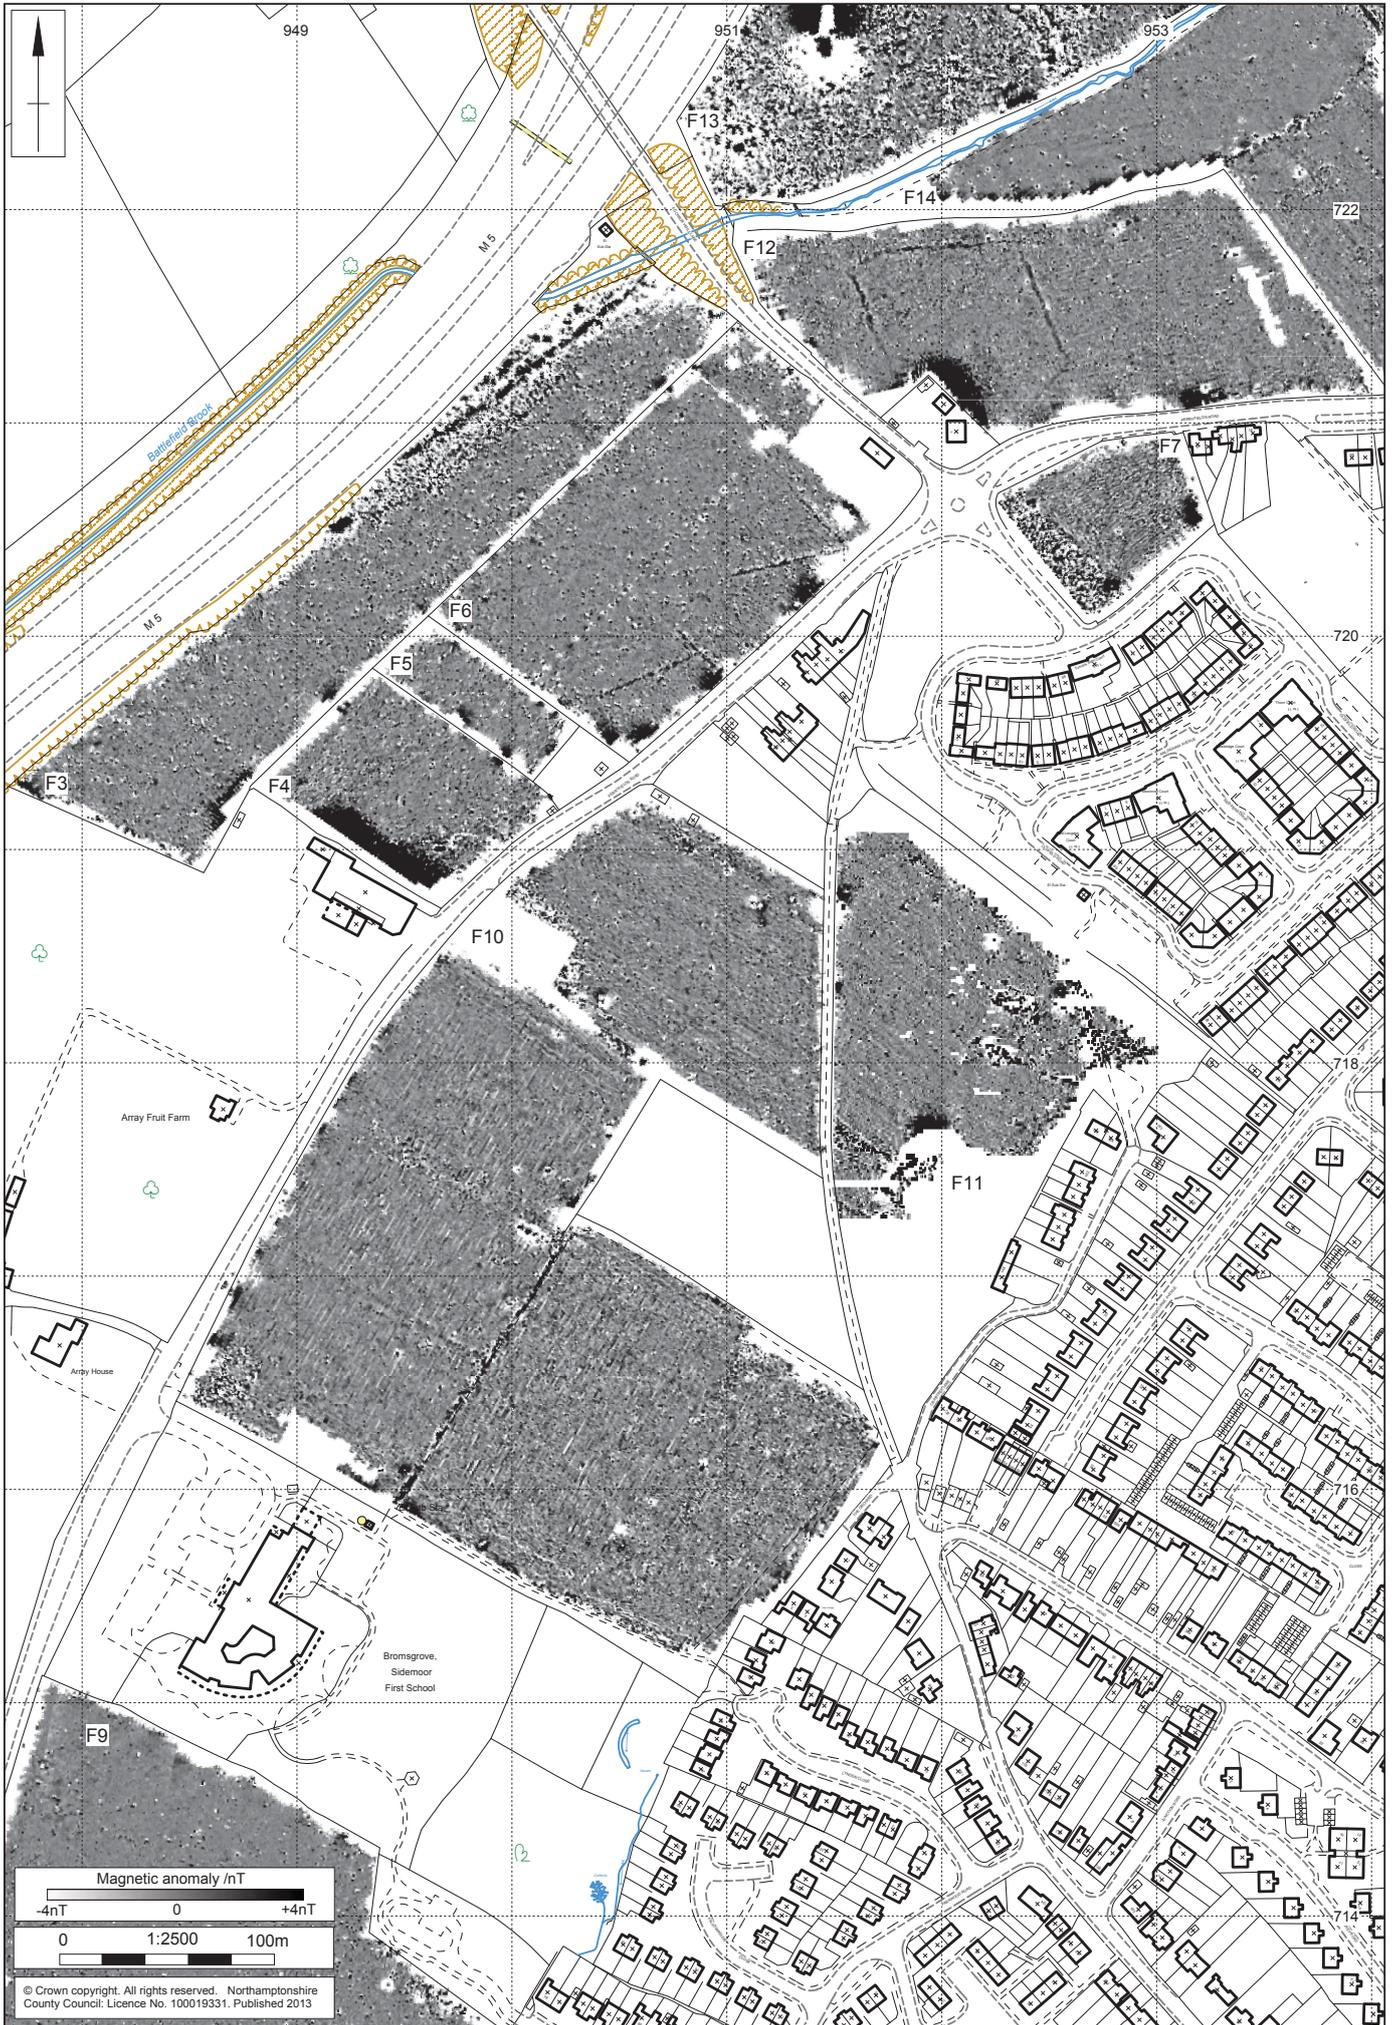 949
951
953
F13
F14
722
M 5
F12
Battlefield Brook
F7
M 5
F6
720
F5
F3
F4
F10
718
Array Fruit Farm
F11
Array House
716
Bromsgrove,
Sidemoor
First School
F9
Magnetic anomaly /nT
-4nT 0 +4nT
0 1:2500 100m
714
© Crown copyright. All rights reserved. Northamptonshire
County Council: Licence No. 100019331. Published 2013